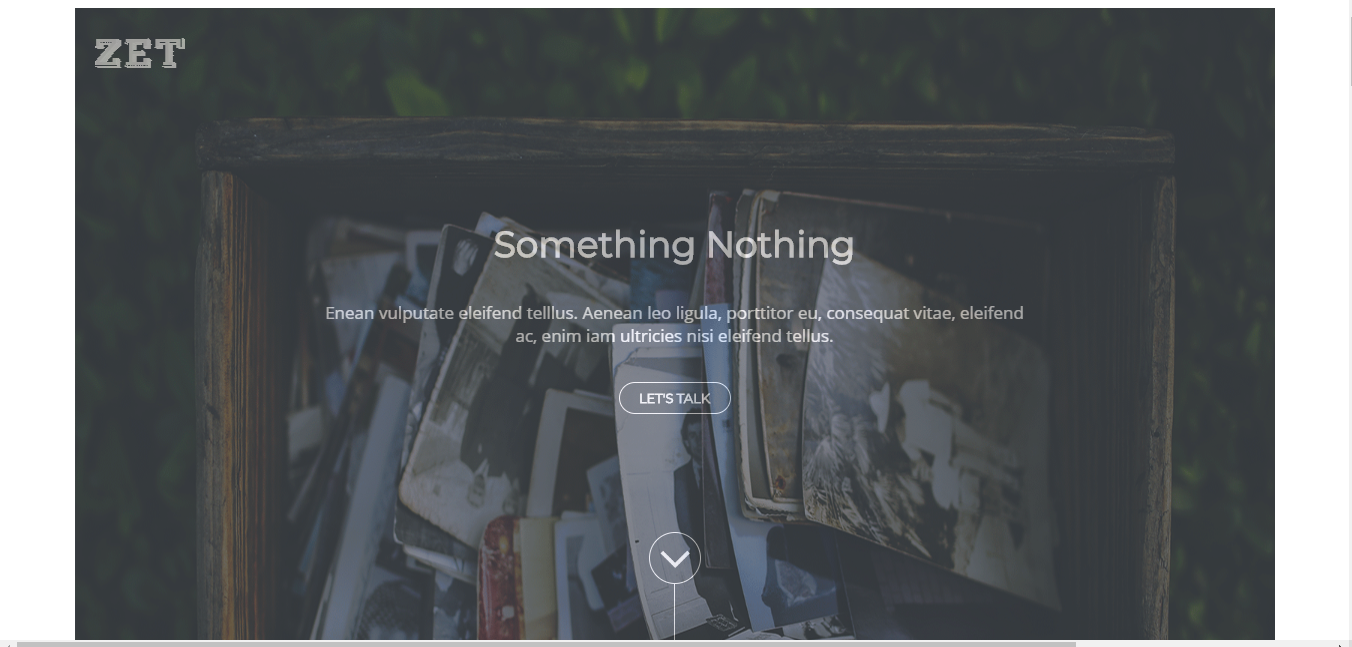 ZET
Something Nothing
Enean vulputate eleifend telllus. Aenean leo ligula, porttitor eu, consequat vitae, eleifend
ac, enim iam ultricies nisi eleifend tellus.
LET'S TALK